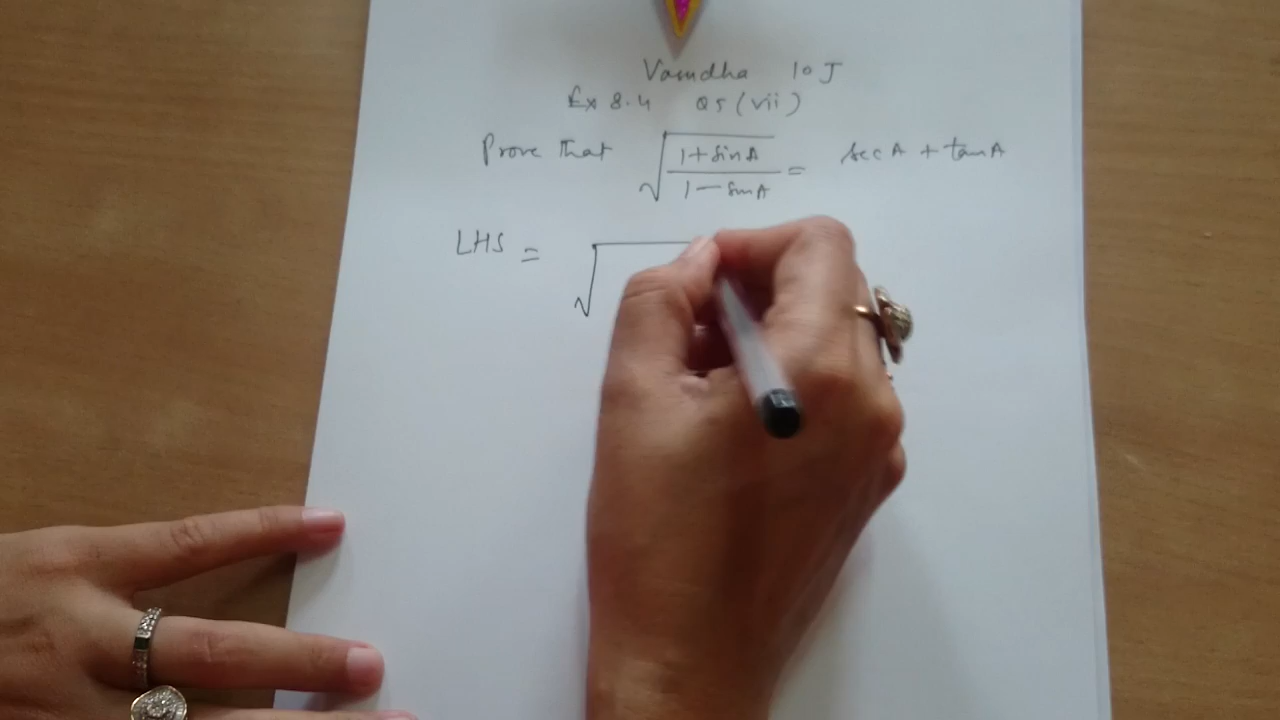 Vasudha 10 J
Ex 8.4 Q5 (vii)
Prove that √(1+sinA / 1-sinA) = secA + tanA
LHS = √